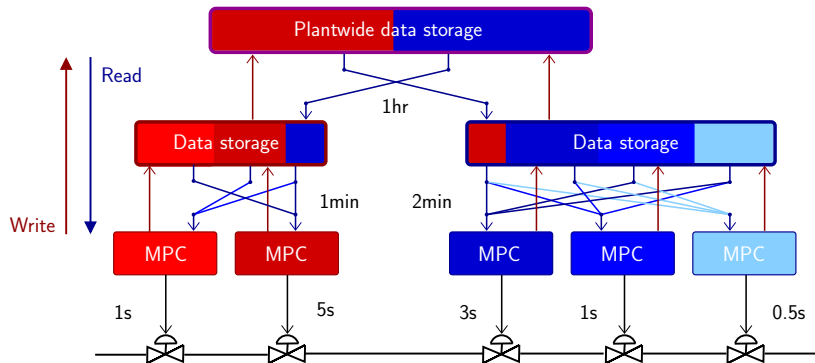 Plantwide data storage
Read
1hr
Data storage
Data storage
1min
2min
Write
MPC
MPC
MPC
MPC
MPC
1s
5s
3s
1s
0.5s